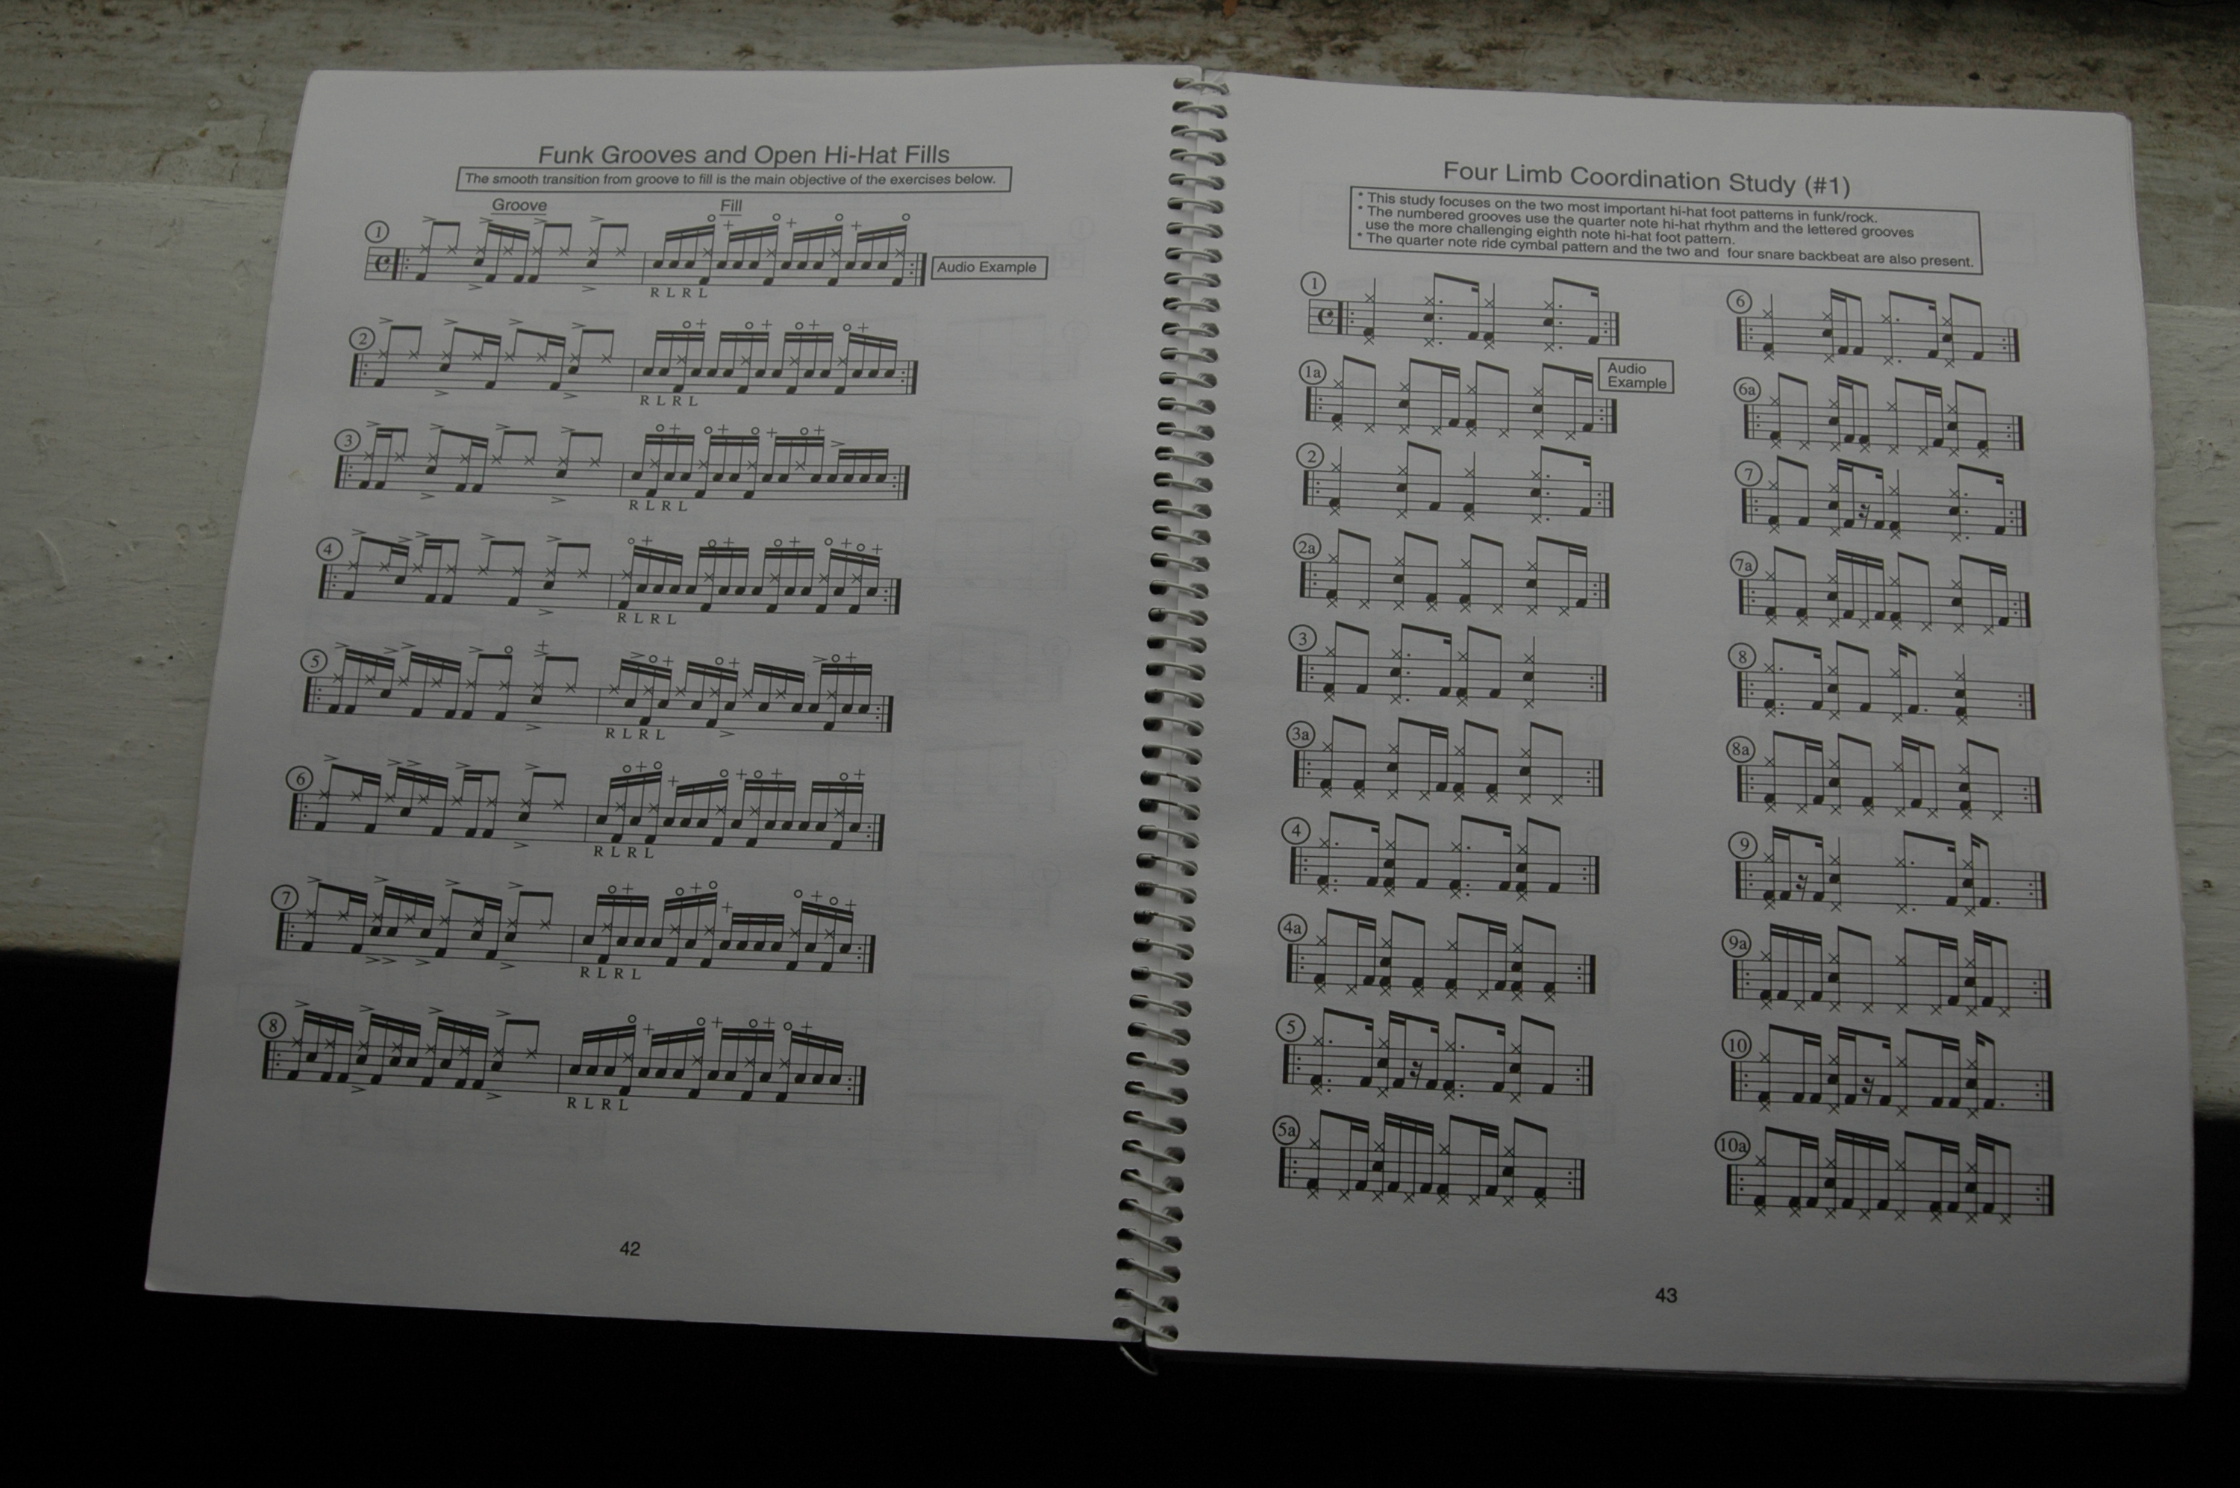 Funk Grooves and Open Hi-Hat Fills
The smooth transition from groove to fill is the main objective of the exercises below.
Groove Fill
1
Audio Example
R L R L
2
R L R L
3
R L R L
4
R L R L
5
R L R L
6
R L R L
7
R L R L
8
R L R L
42
Four Limb Coordination Study (#1)
* This study focuses on the two most important hi-hat foot patterns in funk/rock.
* The numbered grooves use the quarter note hi-hat rhythm and the lettered grooves
use the more challenging eighth note hi-hat foot pattern.
* The quarter note ride cymbal pattern and the two and four snare backbeat are also present.
1
1a
Audio
Example
2
2a
3
3a
4
4a
5
5a
6
6a
7
7a
8
8a
9
9a
10
10a
43